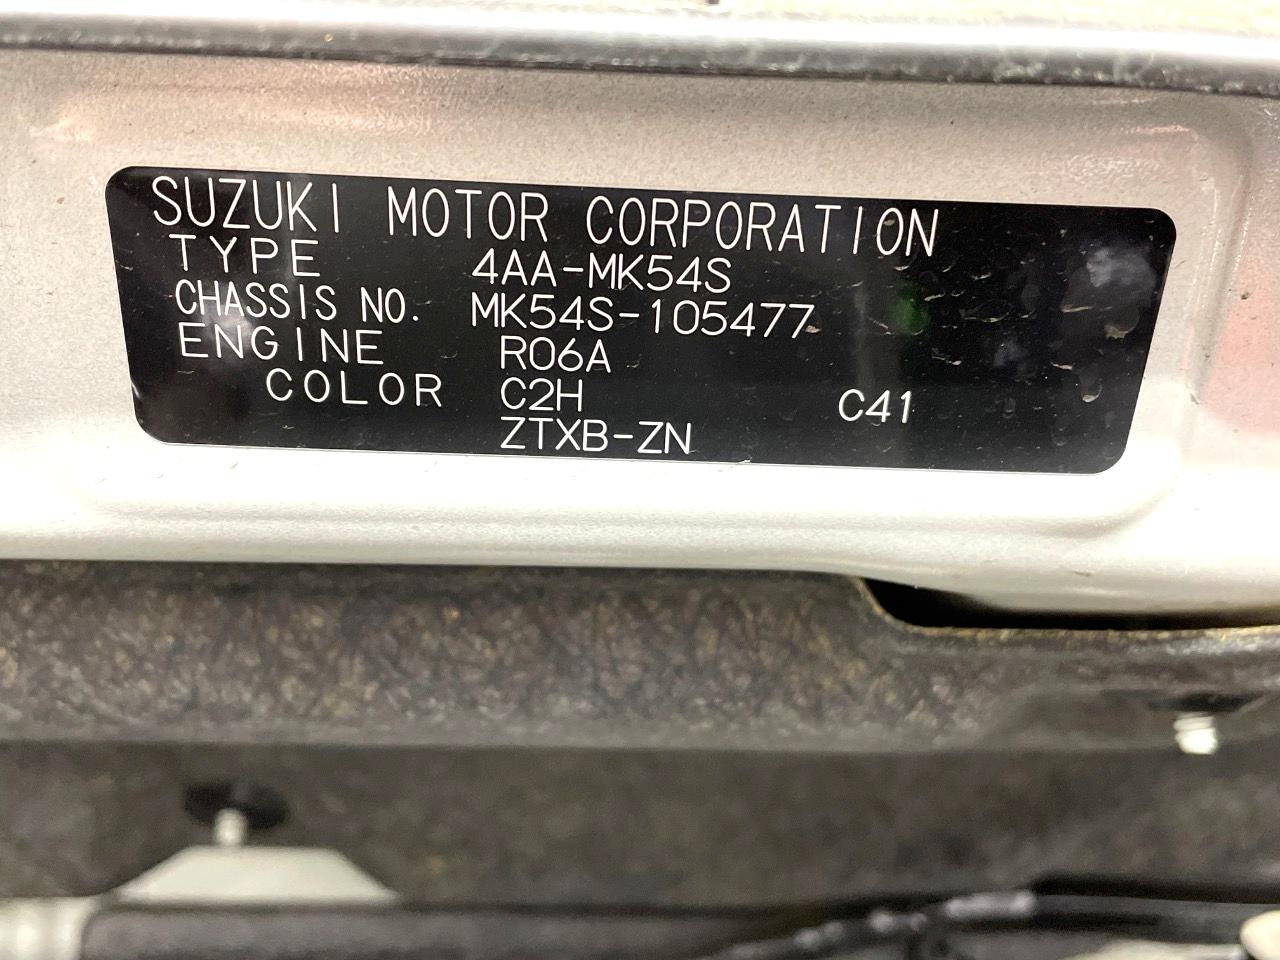 SUZUKI MOTOR CORPORATION
TYPE 4AA-MK54S
CHASSIS NO. MK54S-105477
ENGINE R06A
COLOR C2H C41
ZTXB-ZN